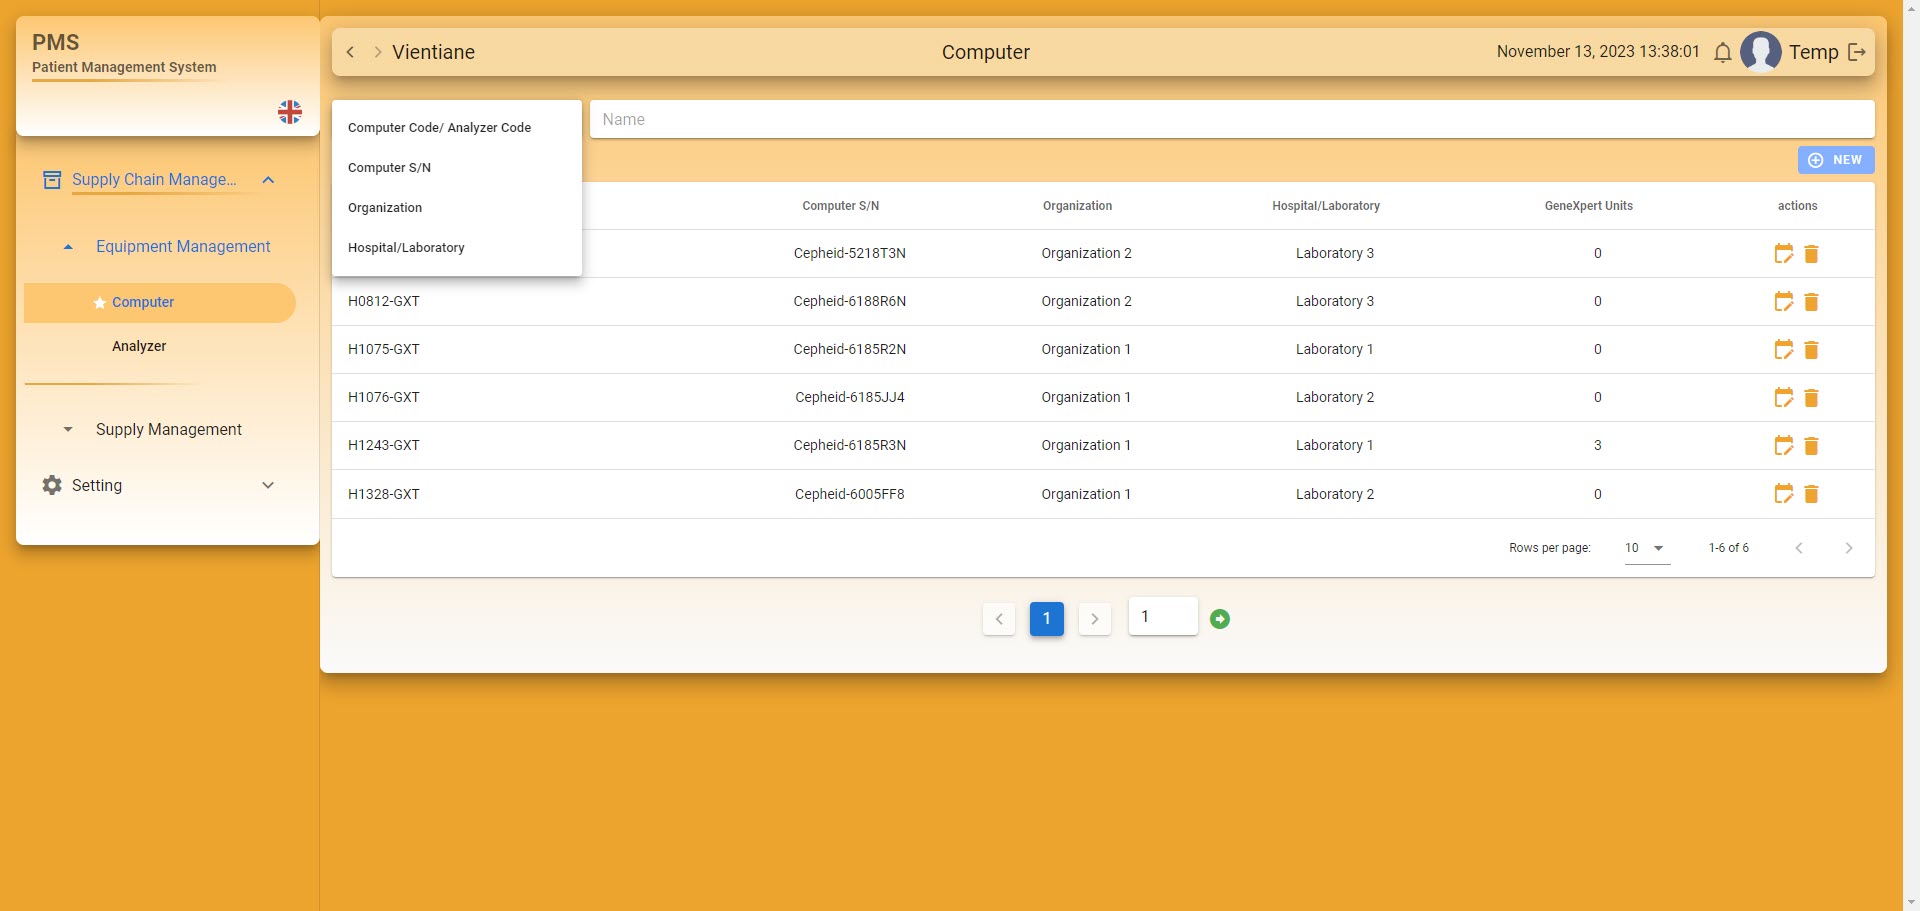 PMS
Patient Management System
Vientiane
Computer
November 13, 2023 13:38:01
Temp
Supply Chain Manage...
Equipment Management
Computer
Analyzer
Supply Management
Setting
Computer Code/ Analyzer Code
Computer S/N
Organization
Hospital/Laboratory
Name
NEW
Computer S/N Organization Hospital/Laboratory GeneXpert Units actions
Cepheid-5218T3N Organization 2 Laboratory 3 0
H0812-GXT Cepheid-6188R6N Organization 2 Laboratory 3 0
H1075-GXT Cepheid-6185R2N Organization 1 Laboratory 1 0
H1076-GXT Cepheid-6185JJ4 Organization 1 Laboratory 2 0
H1243-GXT Cepheid-6185R3N Organization 1 Laboratory 1 3
H1328-GXT Cepheid-6005FF8 Organization 1 Laboratory 2 0
Rows per page: 10 1-6 of 6
1 1